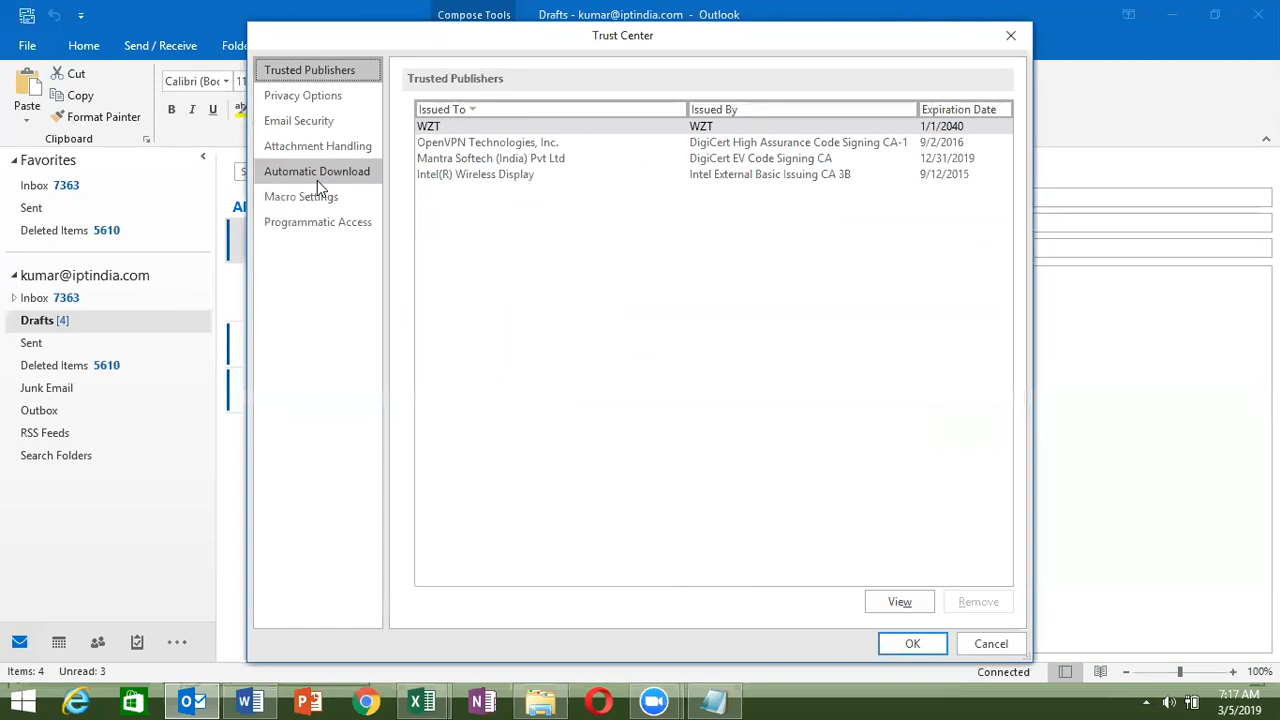 Compose Tools
Drafts - kumar@iptindia.com - Outlook
File
Home
Send / Receive
Folde
Cut
Copy
Format Painter
Paste
Calibri (Boc
11
B I U ab
Clipboard
Favorites
Inbox 7363
Sent
Deleted Items 5610
kumar@iptindia.com
Inbox 7363
Drafts [4]
Sent
Deleted Items 5610
Junk Email
Outbox
RSS Feeds
Search Folders
S
Al
Trust Center
Trusted Publishers
Privacy Options
Email Security
Attachment Handling
Automatic Download
Macro Settings
Programmatic Access
Trusted Publishers
Issued To Issued By Expiration Date
WZT WZT 1/1/2040
OpenVPN Technologies, Inc. DigiCert High Assurance Code Signing CA-1 9/2/2016
Mantra Softech (India) Pvt Ltd DigiCert EV Code Signing CA 12/31/2019
Intel(R) Wireless Display Intel External Basic Issuing CA 3B 9/12/2015
View
Remove
OK
Cancel
Items: 4 Unread: 3
Connected
100%
7:17 AM
3/5/2019